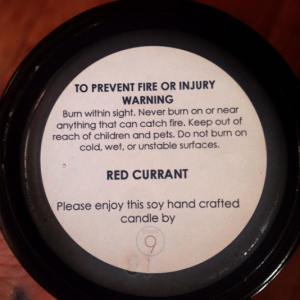 TO PREVENT FIRE OR INJURY
WARNING
Burn within sight. Never burn on or near
anything that can catch fire. Keep out of
reach of children and pets. Do not burn on
cold, wet, or unstable surfaces.
RED CURRANT
Please enjoy this soy hand crafted
candle by
9